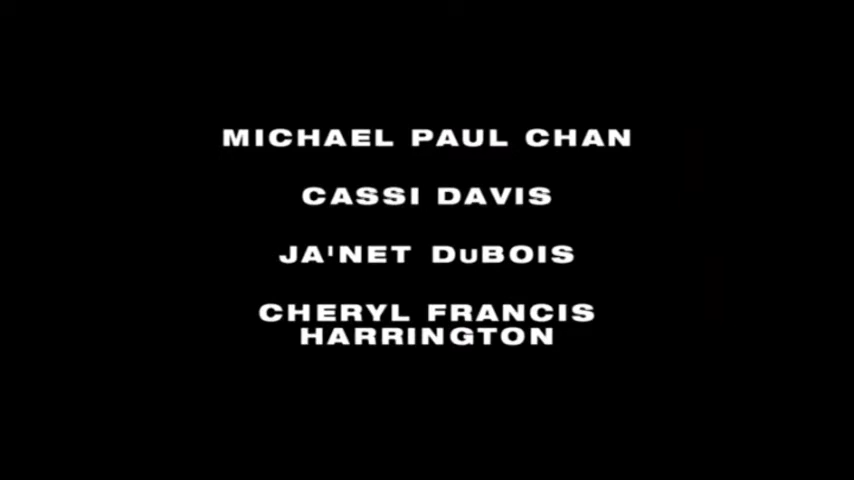 MICHAEL PAUL CHAN
CASSI DAVIS
JA'NET DuBOIS
CHERYL FRANCIS
HARRINGTON